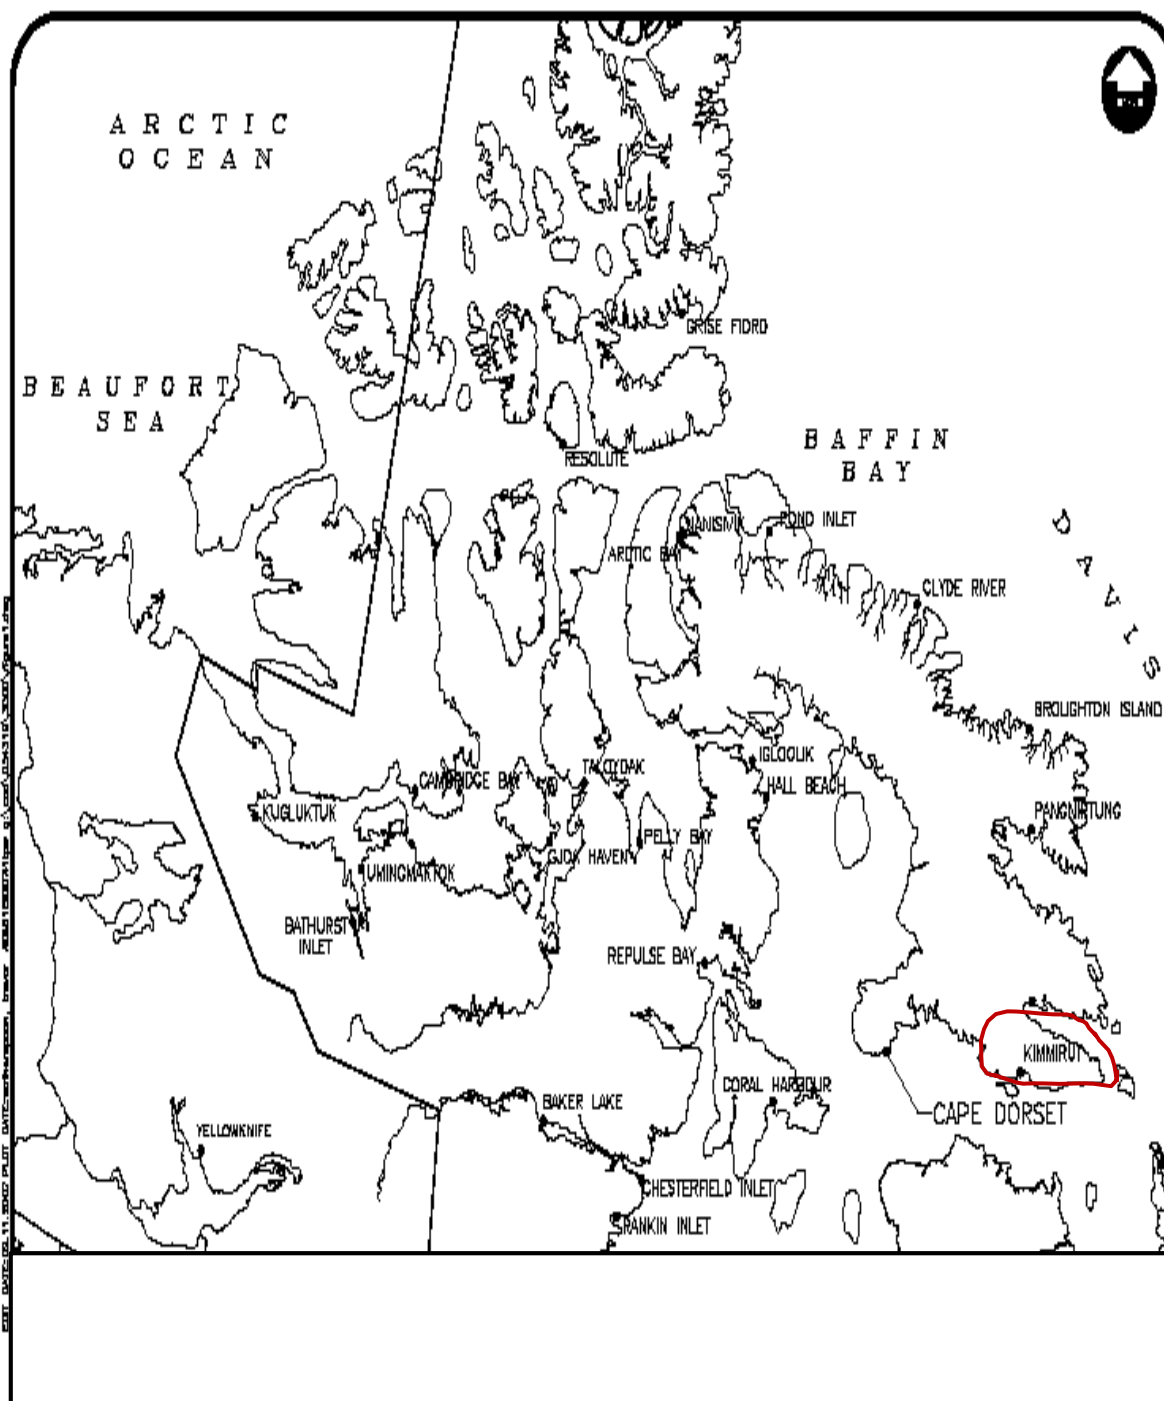 ARCTIC
OCEAN
BEAUFORT
SEA
GRISE FIORD
BAFFIN
BAY
RESOLUTE
NANISIVIK
POND INLET
ARCTIC BAY
CLYDE RIVER
DAVIS
BROUGHTON ISLAND
IGLOOLIK
HALL BEACH
TALOYOAK
CAMBRIDGE BAY
KUGLUKTUK
PANGNIRTUNG
PELLY BAY
GJOA HAVEN
UMINGMAKTOK
BATHURST
INLET
REPULSE BAY
KIMMIRUT
CORAL HARBOUR
CAPE DORSET
BAKER LAKE
YELLOWKNIFE
CHESTERFIELD INLET
RANKIN INLET